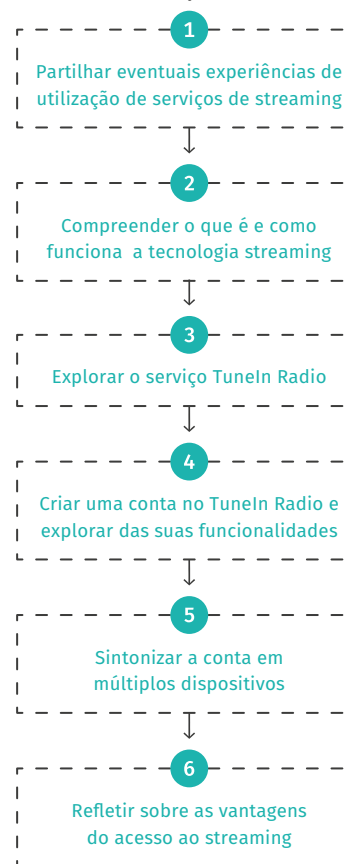 1
Partilhar eventuais experiências de
utilização de serviços de streaming
2
Compreender o que é e como
funciona a tecnologia streaming
3
Explorar o serviço TuneIn Radio
4
Criar uma conta no TuneIn Radio e
explorar das suas funcionalidades
5
Sintonizar a conta em
múltiplos dispositivos
6
Refletir sobre as vantagens
do acesso ao streaming